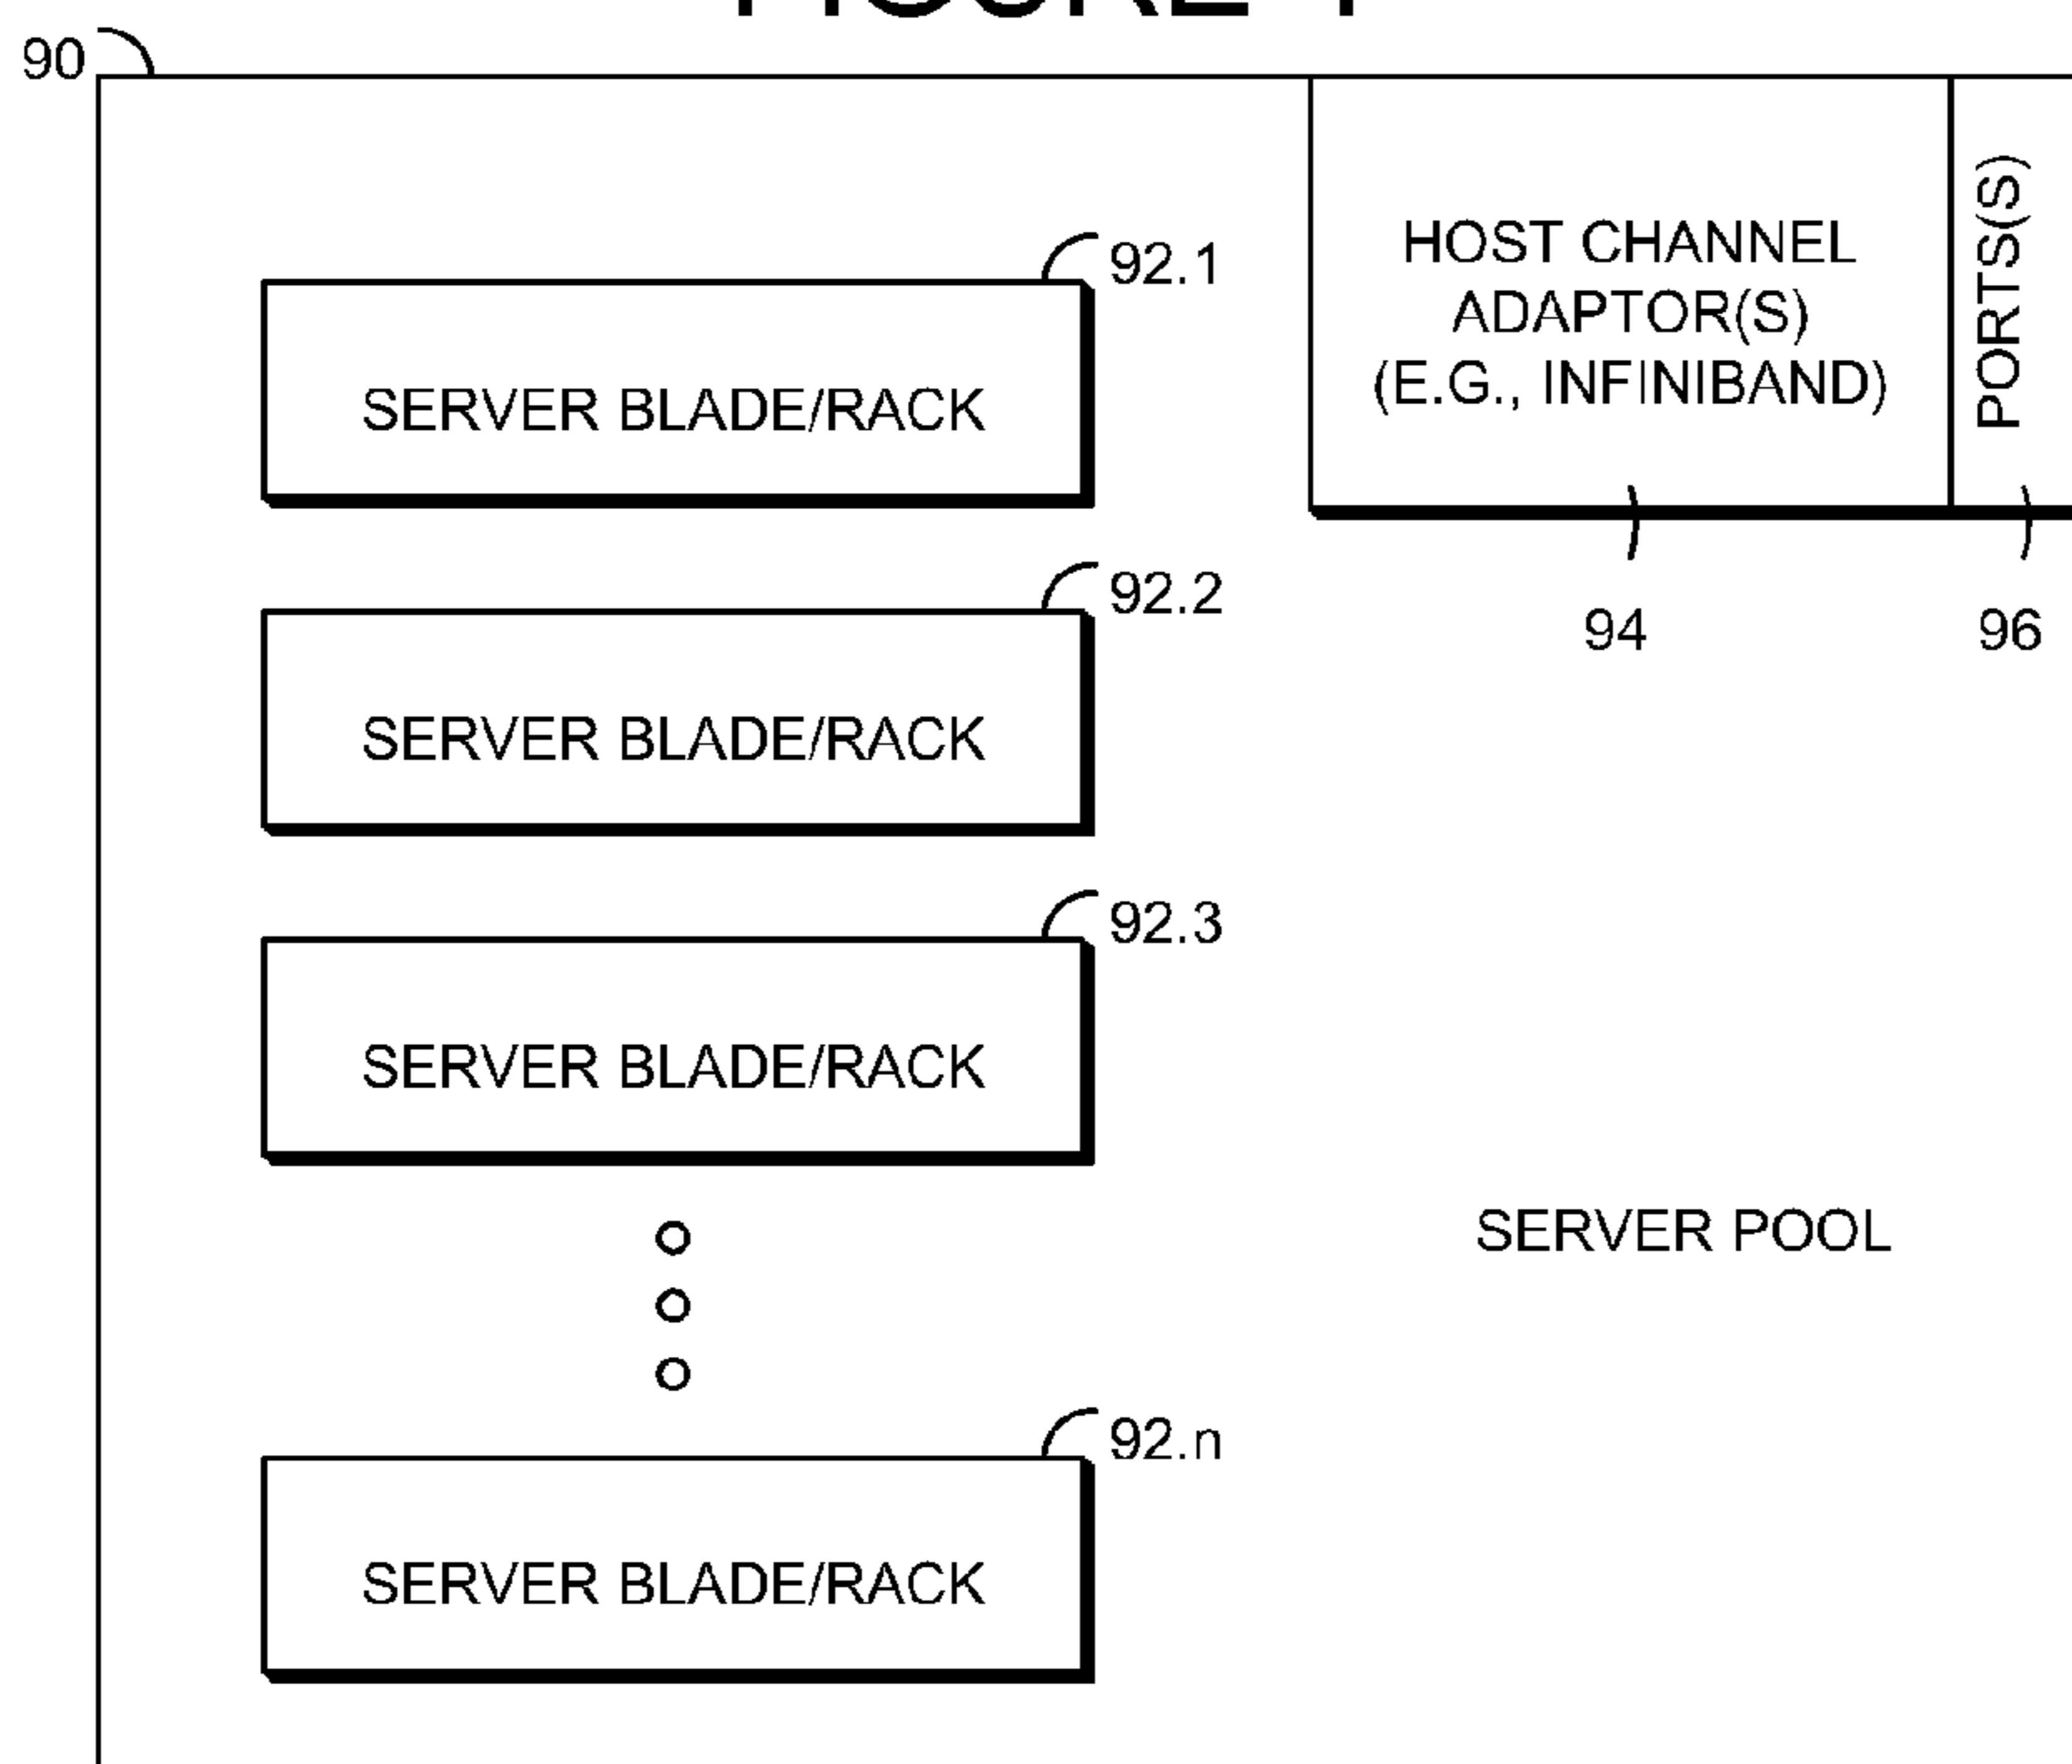 90
92.1
SERVER BLADE/RACK
92.2
SERVER BLADE/RACK
92.3
SERVER BLADE/RACK
92.n
SERVER BLADE/RACK
HOST CHANNEL
ADAPTOR(S)
(E.G., INFINIBAND)
94
PORTS(S)
96
SERVER POOL